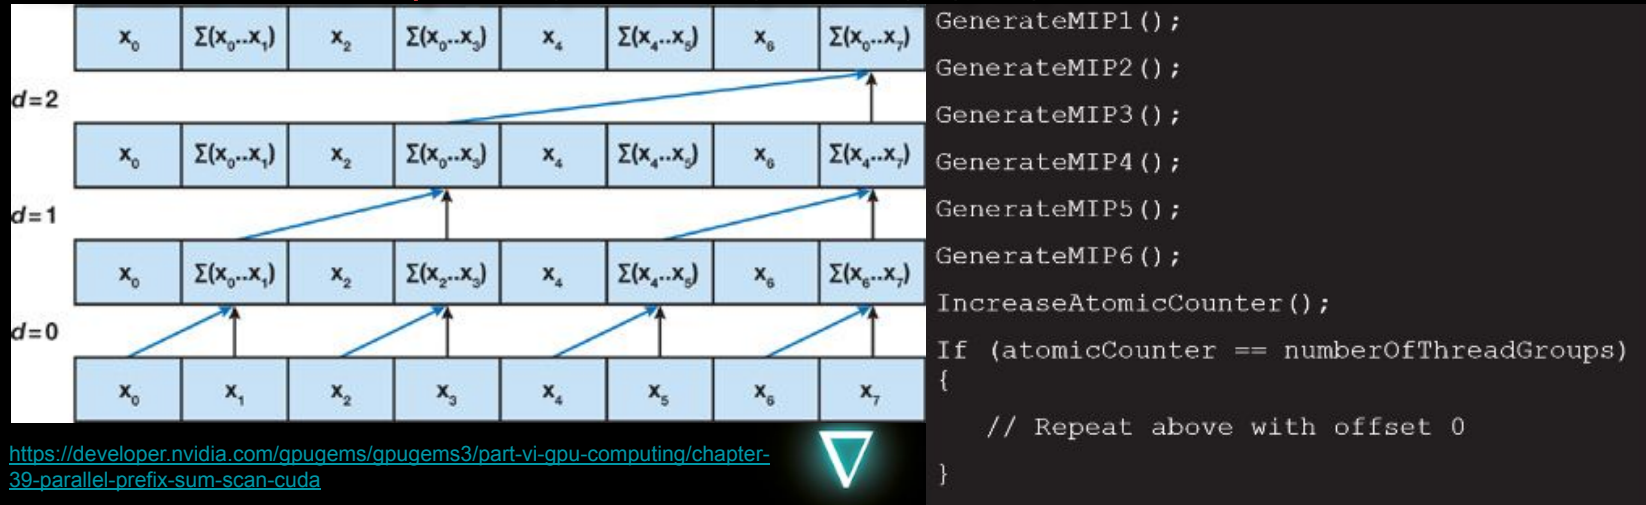 x₀ Σ(x₀..x₁) x₂ Σ(x₀..x₃) x₄ Σ(x₄..x₅) x₆ Σ(x₀..x₇)
d=2
x₀ Σ(x₀..x₁) x₂ Σ(x₀..x₃) x₄ Σ(x₄..x₅) x₆ Σ(x₄..x₇)
d=1
x₀ Σ(x₀..x₁) x₂ Σ(x₂..x₃) x₄ Σ(x₄..x₅) x₆ Σ(x₆..x₇)
d=0
x₀ x₁ x₂ x₃ x₄ x₅ x₆ x₇
https://developer.nvidia.com/gpugems/gpugems3/part-vi-gpu-computing/chapter-
39-parallel-prefix-sum-scan-cuda
GenerateMIP1();
GenerateMIP2();
GenerateMIP3();
GenerateMIP4();
GenerateMIP5();
GenerateMIP6();
IncreaseAtomicCounter();
If (atomicCounter == numberOfThreadGroups)
{
// Repeat above with offset 0
}